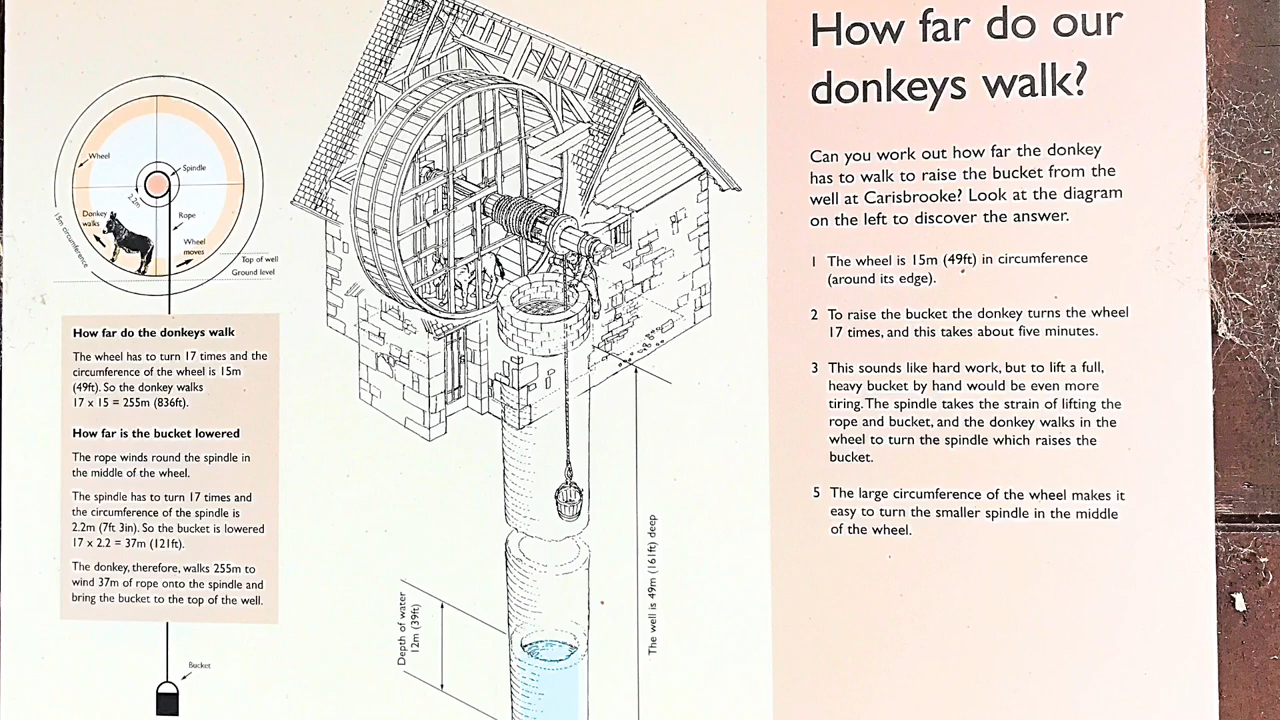 How far do our
donkeys walk?
Can you work out how far the donkey
has to walk to raise the bucket from the
well at Carisbrooke? Look at the diagram
on the left to discover the answer.
1 The wheel is 15m (49ft) in circumference
(around its edge).
2 To raise the bucket the donkey turns the wheel
17 times, and this takes about five minutes.
3 This sounds like hard work, but to lift a full,
heavy bucket by hand would be even more
tiring. The spindle takes the strain of lifting the
rope and bucket, and the donkey walks in the
wheel to turn the spindle which raises the
bucket.
5 The large circumference of the wheel makes it
easy to turn the smaller spindle in the middle
of the wheel.
Wheel
Spindle
2.2m
Donkey
walks
Rope
Wheel
moves
15m circumference
Top of well
Ground level
How far do the donkeys walk
The wheel has to turn 17 times and the
circumference of the wheel is 15m
(49ft). So the donkey walks
17 x 15 = 255m (836ft).
How far is the bucket lowered
The rope winds round the spindle in
the middle of the wheel.
The spindle has to turn 17 times and
the circumference of the spindle is
2.2m (7ft 3in). So the bucket is lowered
17 x 2.2 = 37m (121ft).
The donkey, therefore, walks 255m to
wind 37m of rope onto the spindle and
bring the bucket to the top of the well.
Bucket
Depth of water
12m (39ft)
The well is 49m (161ft) deep